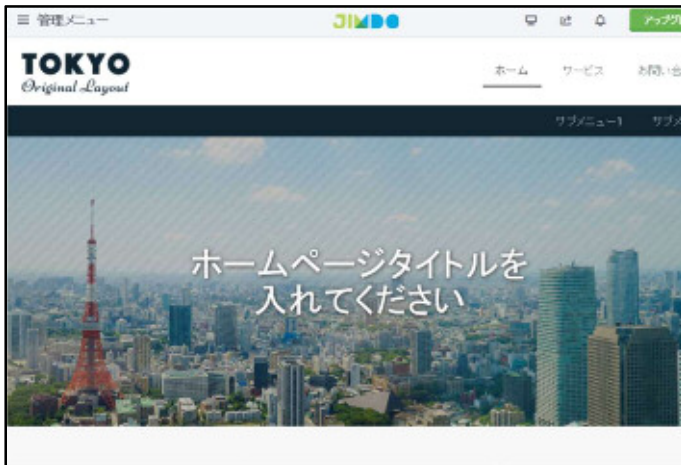 管理メニュー
JIMDO
アップグ
TOKYO
Original Layout
ホーム
サービス
お問い合
サブメニュー1
サブメ
ホームページタイトルを
入れてください